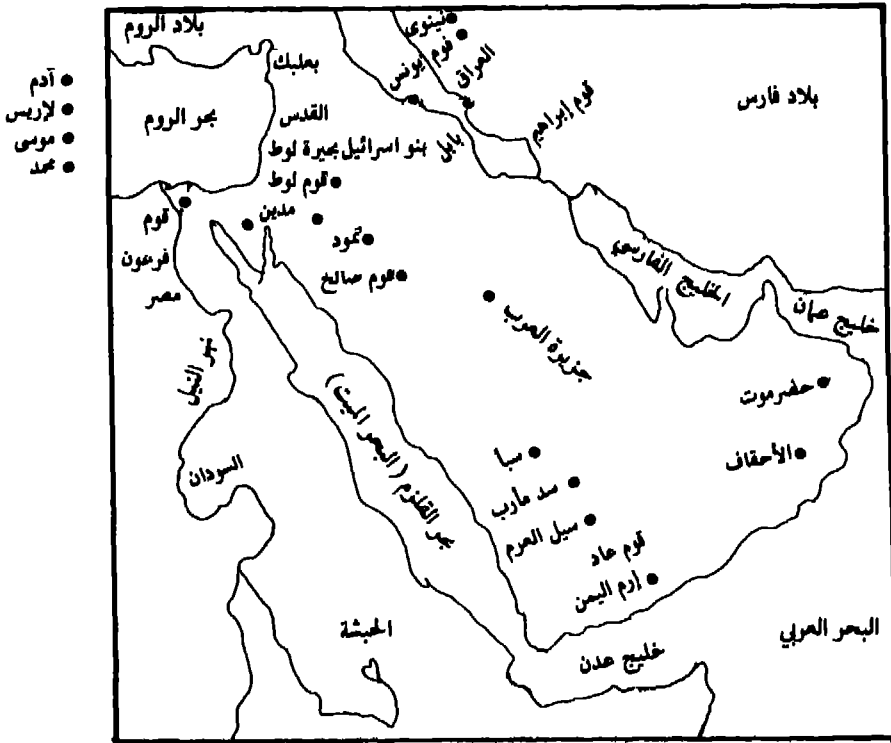 آدم
لإريس
موسى
محمد
بلاد الروم
بعلبك
نينوى
قوم يونس
العراق
بلاد فارس
بحر الروم
القدس
بنو اسرائيل بحيرة لوط
بابل
قوم إبراهيم
قوم لوط
مدين
قوم
فرعون
مصر
ثمود
قوم صالح
جزيرة العرب
الخليج الفارسي
خليج عمان
نهر النيل
السودان
بحر القلزم (البحر الميت)
حضرموت
الأحقاف
سبأ
سد مأرب
سيل العرم
قوم عاد
إرم اليمن
الحبشة
خليج عدن
البحر العربي